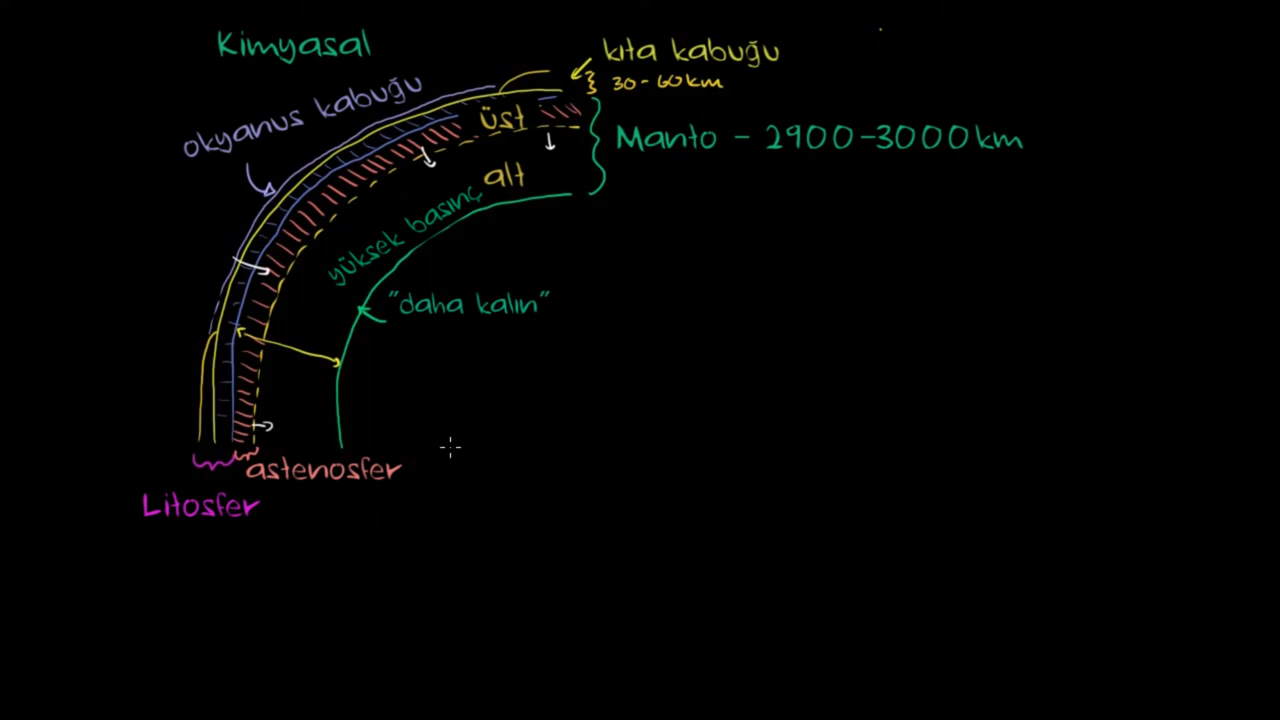 Kimyasal
kıta kabuğu
30-60km
okyanus kabuğu
üst
Manto - 2900-3000km
alt
yüksek basınç
"daha kalın"
astenosfer
Litosfer